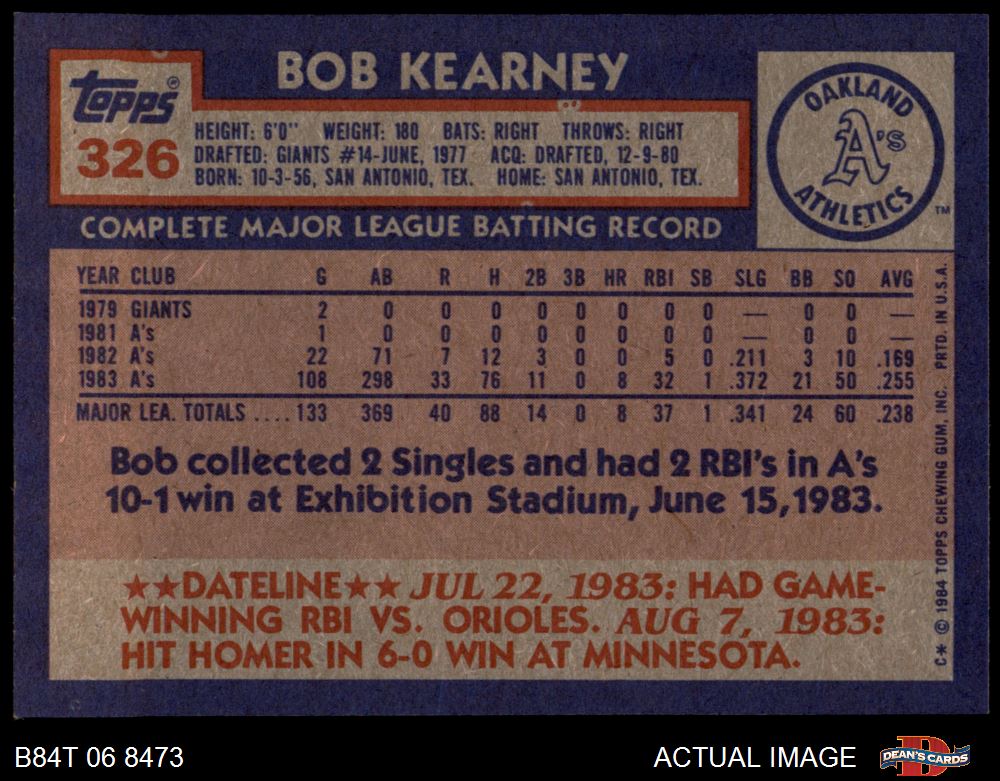 topps®
326
BOB KEARNEY
HEIGHT: 6'0" WEIGHT: 180 BATS: RIGHT THROWS: RIGHT
DRAFTED: GIANTS #14-JUNE, 1977 ACQ: DRAFTED, 12-9-80
BORN: 10-3-56, SAN ANTONIO, TEX. HOME: SAN ANTONIO, TEX.
OAKLAND
A's
ATHLETICS
TM
COMPLETE MAJOR LEAGUE BATTING RECORD
YEAR CLUB G AB R H 2B 3B HR RBI SB SLG BB SO AVG
1979 GIANTS 2 0 0 0 0 0 0 0 0 — 0 0 —
1981 A's 1 0 0 0 0 0 0 0 0 — 0 0 —
1982 A's 22 71 7 12 3 0 0 5 0 .211 3 10 .169
1983 A's 108 298 33 76 11 0 8 32 1 .372 21 50 .255
MAJOR LEA. TOTALS .... 133 369 40 88 14 0 8 37 1 .341 24 60 .238
Bob collected 2 Singles and had 2 RBI's in A's
10-1 win at Exhibition Stadium, June 15, 1983.
★★DATELINE★★ JUL 22, 1983: HAD GAME-
WINNING RBI VS. ORIOLES. AUG 7, 1983:
HIT HOMER IN 6-0 WIN AT MINNESOTA.
C* © 1984 TOPPS CHEWING GUM, INC. PRTD. IN U.S.A.
B84T 06 8473
ACTUAL IMAGE
DEAN'S CARDS